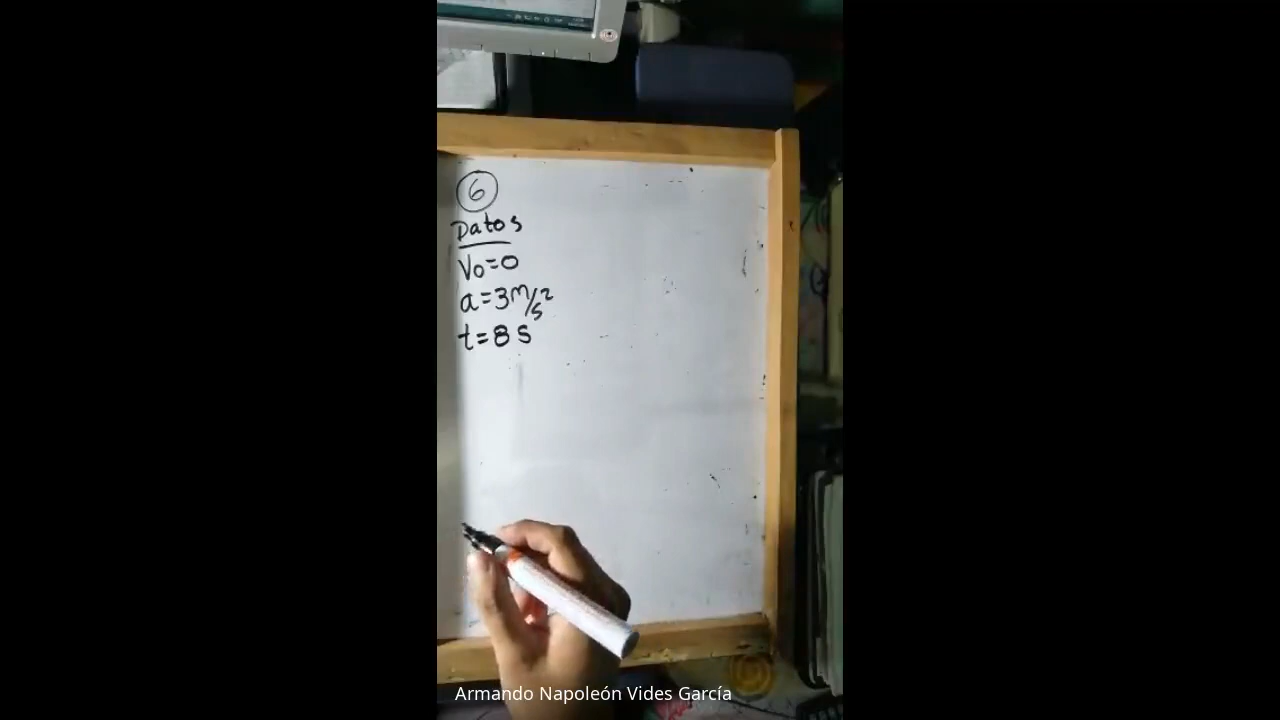 6
Datos
Vo=0
a=3m/s²
t=8 s
Armando Napoleón Vides García